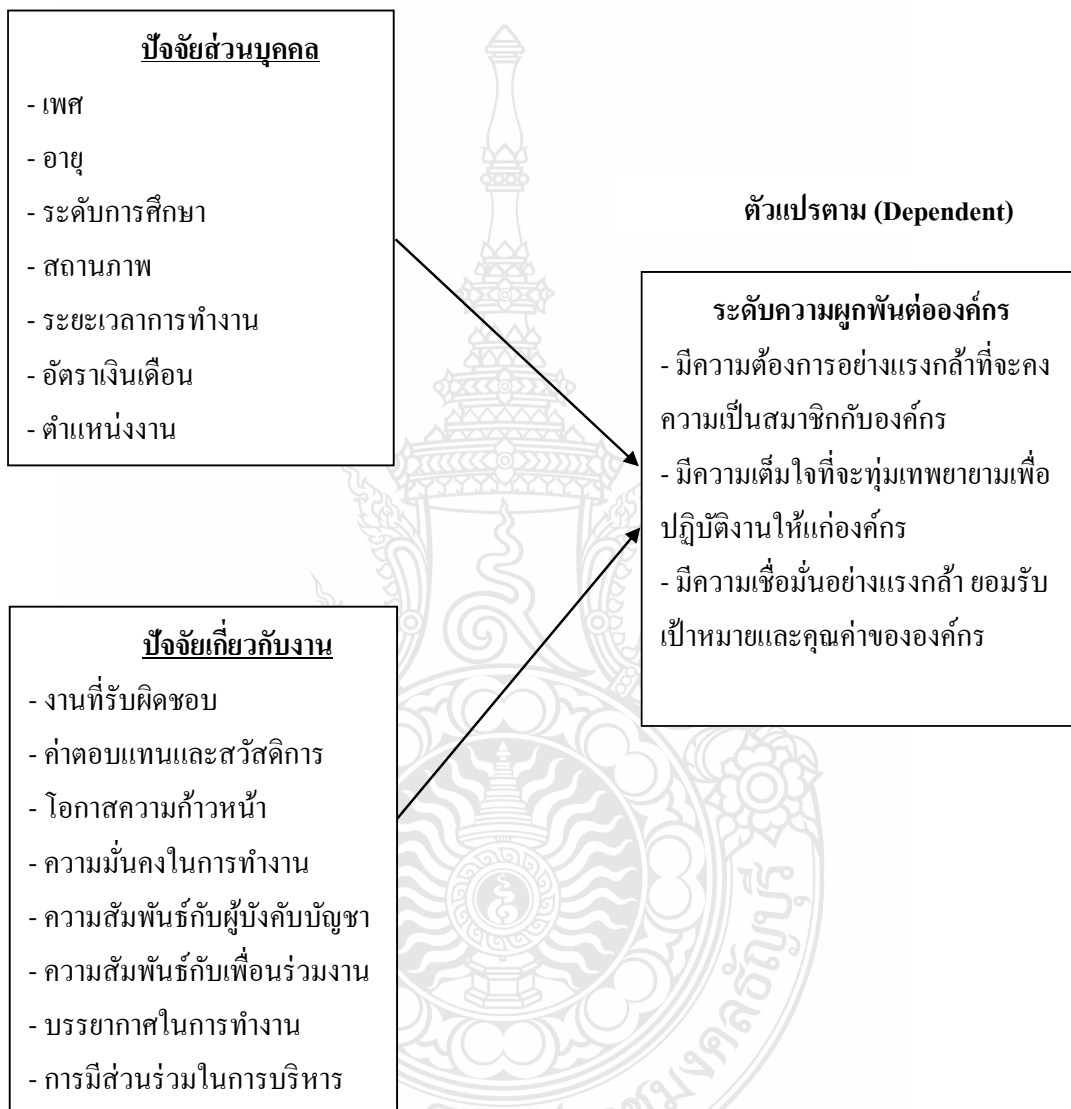 ปัจจัยส่วนบุคคล
- เพศ
- อายุ
- ระดับการศึกษา
- สถานภาพ
- ระยะเวลาการทำงาน
- อัตราเงินเดือน
- ตำแหน่งงาน
ตัวแปรตาม (Dependent)
ระดับความผูกพันต่อองค์กร
- มีความต้องการอย่างแรงกล้าที่จะคง
ความเป็นสมาชิกกับองค์กร
- มีความเต็มใจที่จะทุ่มเทพยายามเพื่อ
ปฏิบัติงานให้แก่องค์กร
- มีความเชื่อมั่นอย่างแรงกล้า ยอมรับ
เป้าหมายและคุณค่าขององค์กร
ปัจจัยเกี่ยวกับงาน
- งานที่รับผิดชอบ
- ค่าตอบแทนและสวัสดิการ
- โอกาสความก้าวหน้า
- ความมั่นคงในการทำงาน
- ความสัมพันธ์กับผู้บังคับบัญชา
- ความสัมพันธ์กับเพื่อนร่วมงาน
- บรรยากาศในการทำงาน
- การมีส่วนร่วมในการบริหาร
ชมงคลธัญบุรี